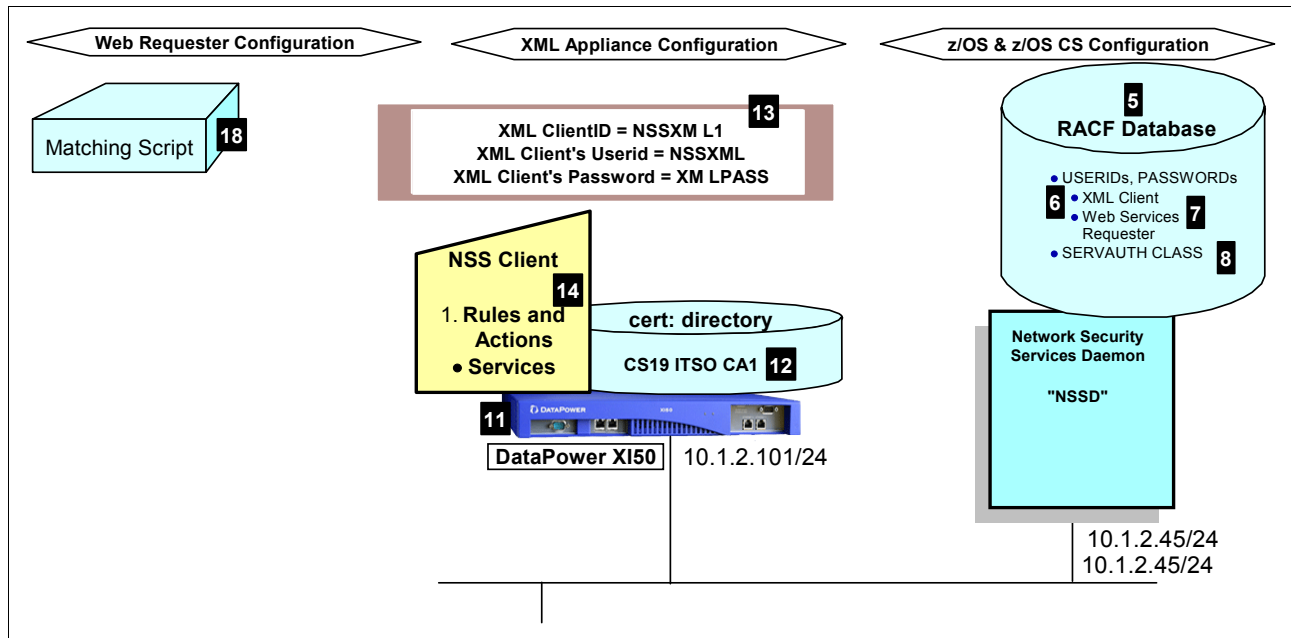 Web Requester Configuration
XML Appliance Configuration
z/OS & z/OS CS Configuration
Matching Script
18
13
XML ClientID = NSSXM L1
XML Client's Userid = NSSXML
XML Client's Password = XM LPASS
5
RACF Database
• USERIDs, PASSWORDs
6
• XML Client
• Web Services
Requester
7
• SERVAUTH CLASS
8
NSS Client
14
1. Rules and
Actions
• Services
cert: directory
CS19 ITSO CA1
12
11
DATAPOWER
XI50
DataPower XI50
10.1.2.101/24
Network Security
Services Daemon
"NSSD"
10.1.2.45/24
10.1.2.45/24